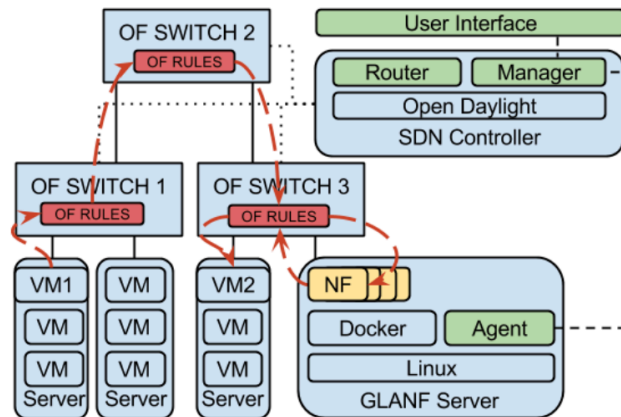 OF SWITCH 2
OF RULES
User Interface
Router
Manager
Open Daylight
SDN Controller
OF SWITCH 1
OF RULES
OF SWITCH 3
OF RULES
VM1
VM
VM
Server
VM
VM
VM
Server
VM2
VM
VM
Server
NF
Docker
Agent
Linux
GLANF Server